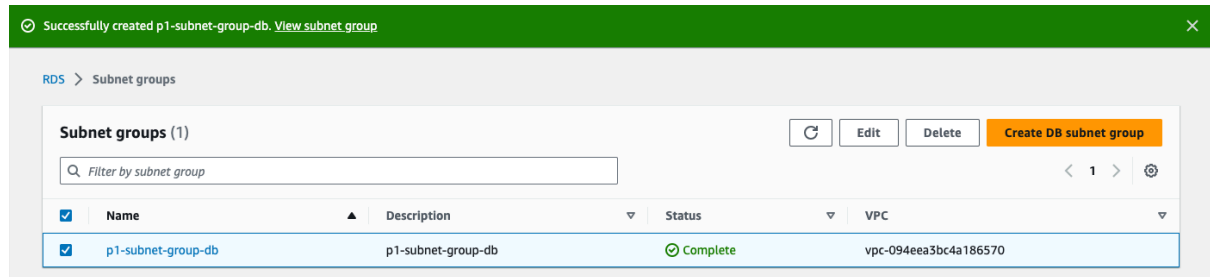 Successfully created p1-subnet-group-db. View subnet group
RDS > Subnet groups
Subnet groups (1)
Edit
Delete
Create DB subnet group
Filter by subnet group
< 1 >
Name Description Status VPC
p1-subnet-group-db p1-subnet-group-db Complete vpc-094eea3bc4a186570